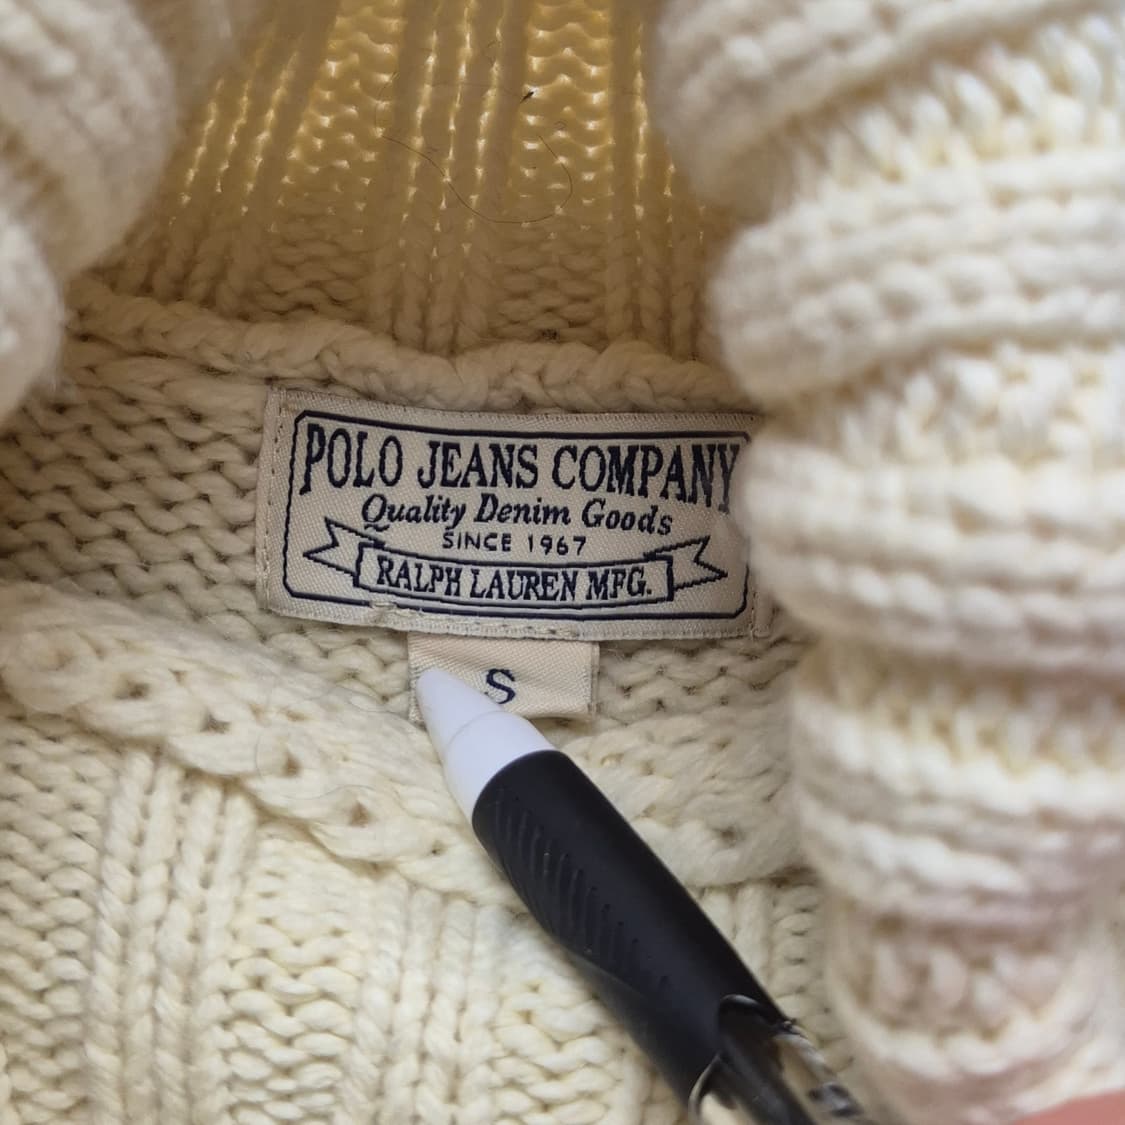 POLO JEANS COMPANY
Quality Denim Goods
SINCE 1967
RALPH LAUREN MFG.
S